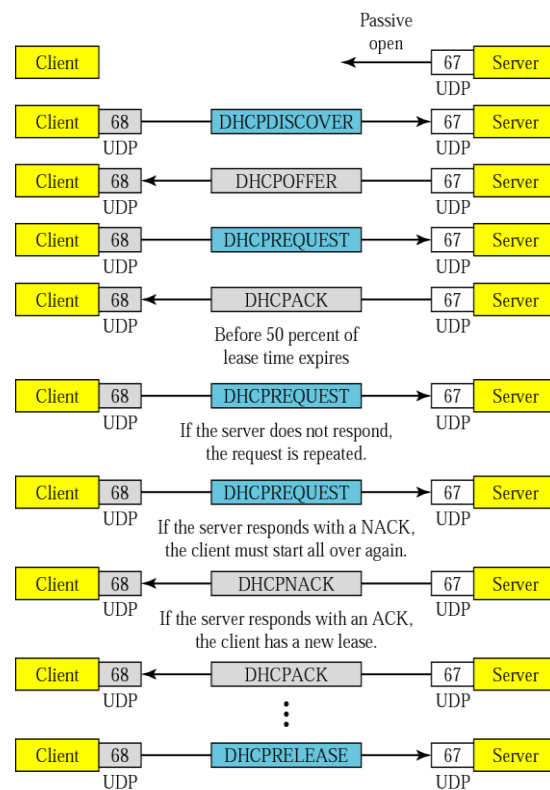 Passive
open
Client 67 Server
UDP
Client 68 DHCPDISCOVER 67 Server
UDP UDP
Client 68 DHCPOFFER 67 Server
UDP UDP
Client 68 DHCPREQUEST 67 Server
UDP UDP
Client 68 DHCPACK 67 Server
UDP UDP
Before 50 percent of
lease time expires
Client 68 DHCPREQUEST 67 Server
UDP UDP
If the server does not respond,
the request is repeated.
Client 68 DHCPREQUEST 67 Server
UDP UDP
If the server responds with a NACK,
the client must start all over again.
Client 68 DHCPNACK 67 Server
UDP UDP
If the server responds with an ACK,
the client has a new lease.
Client 68 DHCPACK 67 Server
UDP UDP
Client 68 DHCPRELEASE 67 Server
UDP UDP